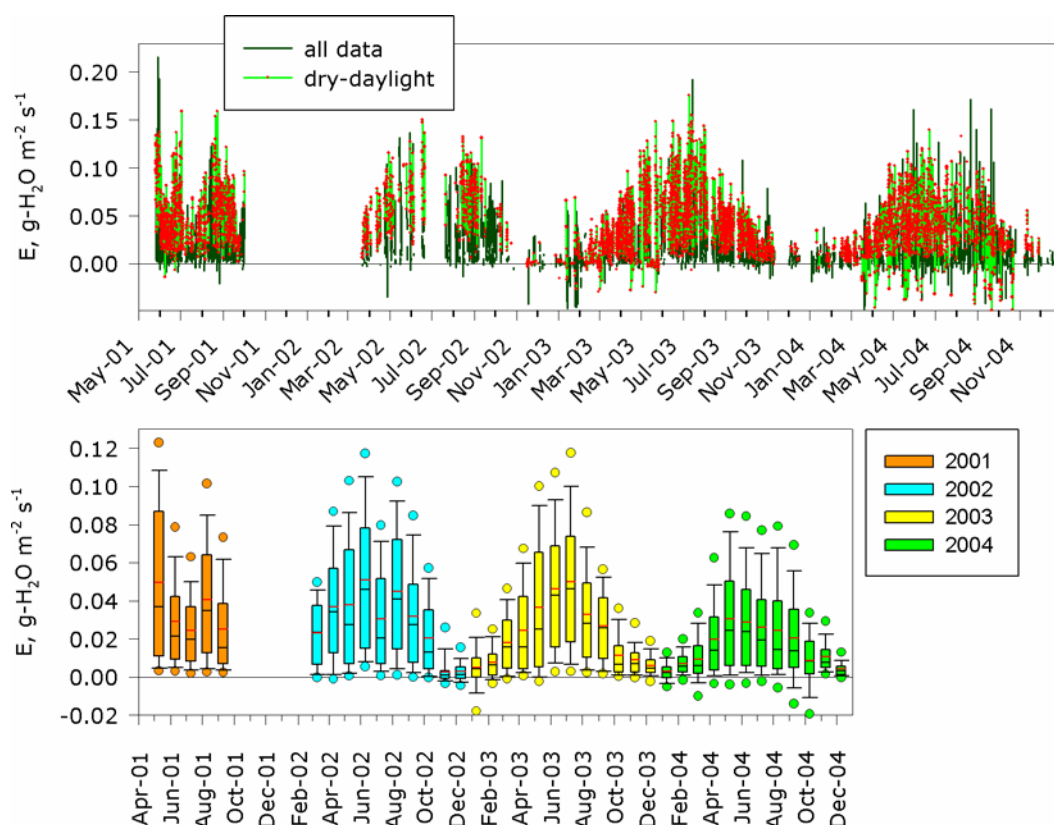 all data
dry-daylight
E, g-H₂O m⁻² s⁻¹
0.20
0.15
0.10
0.05
0.00
May-01
Jul-01
Sep-01
Nov-01
Jan-02
Mar-02
May-02
Jul-02
Sep-02
Nov-02
Jan-03
Mar-03
May-03
Jul-03
Sep-03
Nov-03
Jan-04
Mar-04
May-04
Jul-04
Sep-04
Nov-04
E, g-H₂O m⁻² s⁻¹
0.12
0.10
0.08
0.06
0.04
0.02
0.00
-0.02
Apr-01
Jun-01
Aug-01
Oct-01
Dec-01
Feb-02
Apr-02
Jun-02
Aug-02
Oct-02
Dec-02
Feb-03
Apr-03
Jun-03
Aug-03
Oct-03
Dec-03
Feb-04
Apr-04
Jun-04
Aug-04
Oct-04
Dec-04
2001
2002
2003
2004